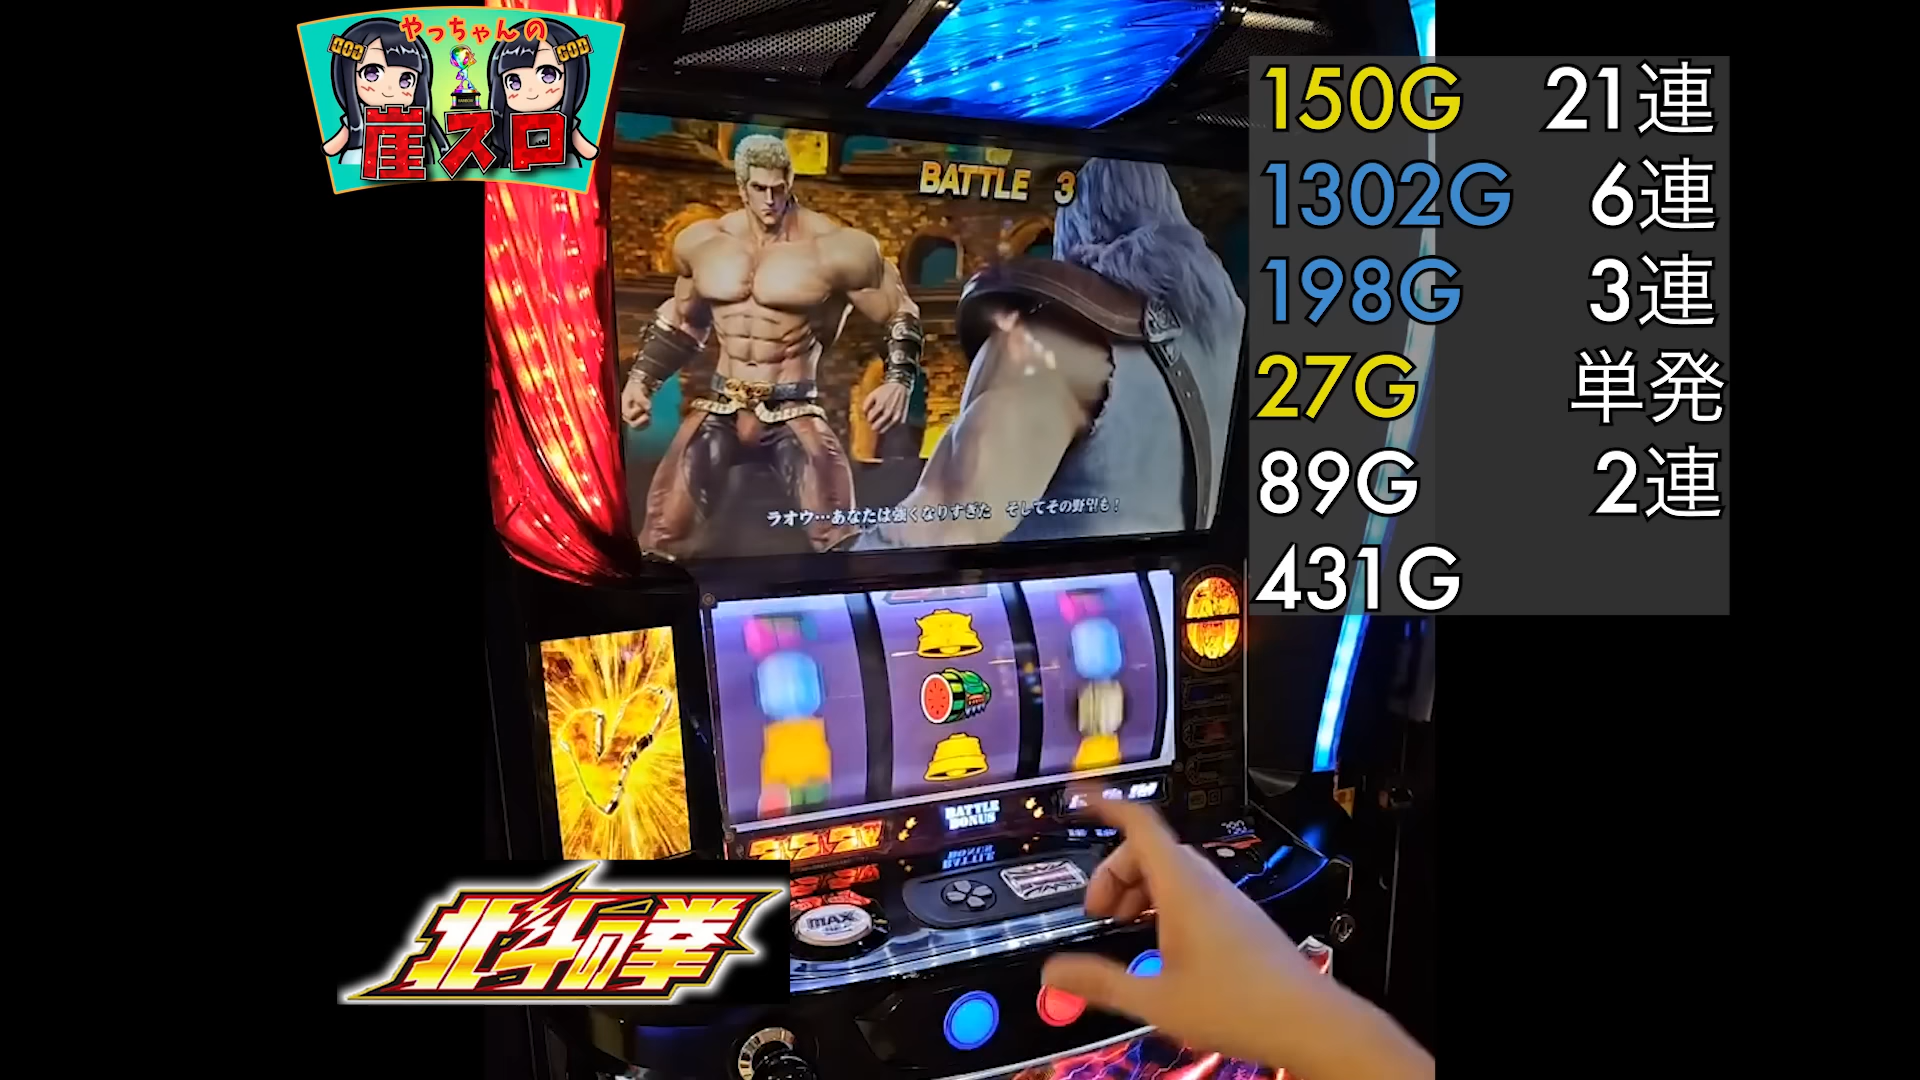 やっちゃんの
GOD
GOD
崖スロ
150G 21連
1302G 6連
198G 3連
27G 単発
89G 2連
431G
BATTLE 3
ラオウ…あなたは強くなりすぎた そしてその野望も!
BATTLE
BONUS
MAX
北斗の拳